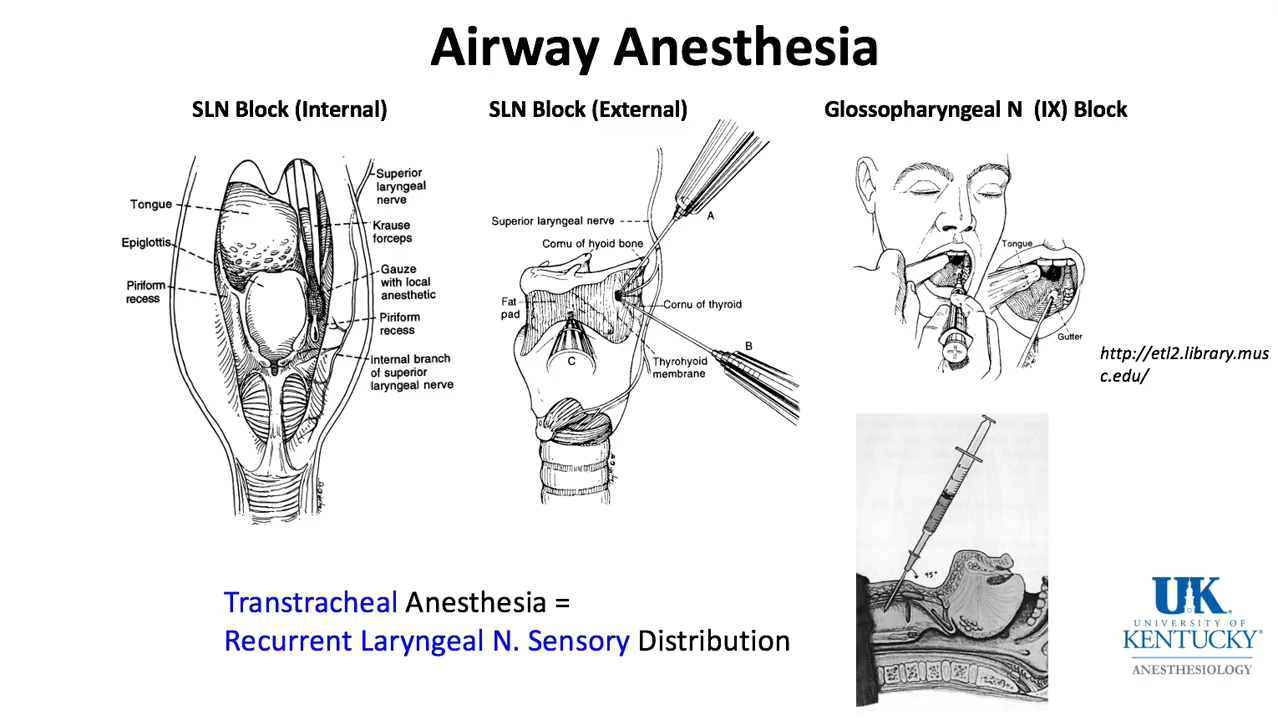 Airway Anesthesia
SLN Block (Internal)
SLN Block (External)
Glossopharyngeal N (IX) Block
Tongue
Epiglottis
Piriform
recess
Superior
laryngeal
nerve
Krause
forceps
Gauze
with local
anesthetic
Piriform
recess
Internal branch
of superior
laryngeal nerve
Superior laryngeal nerve
A
Cornu of hyoid bone
Fat
pad
Cornu of thyroid
B
C
Thyrohyoid
membrane
Tongue
Gutter
http://etl2.library.mus
c.edu/
45°
Transtracheal Anesthesia =
Recurrent Laryngeal N. Sensory Distribution
UK
UNIVERSITY OF
KENTUCKY®
ANESTHESIOLOGY